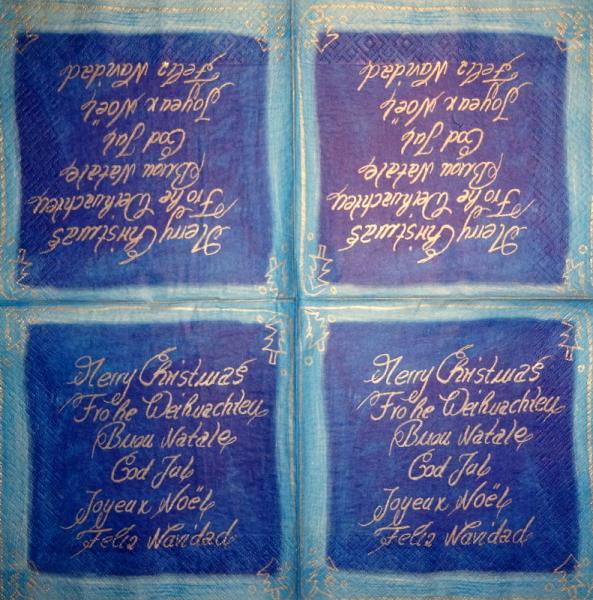 Merry Christmas
Frohe Weihnachten
Buon Natale
God Jul
Joyeux Noël
Feliz Navidad
Merry Christmas
Frohe Weihnachten
Buon Natale
God Jul
Joyeux Noël
Feliz Navidad
Merry Christmas
Frohe Weihnachten
Buon Natale
God Jul
Joyeux Noël
Feliz Navidad
Merry Christmas
Frohe Weihnachten
Buon Natale
God Jul
Joyeux Noël
Feliz Navidad